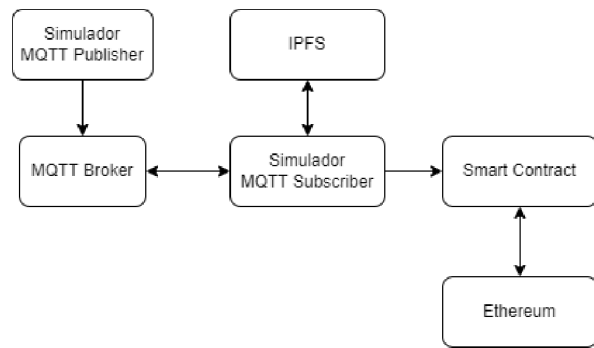 Simulador
MQTT Publisher
IPFS
MQTT Broker
Simulador
MQTT Subscriber
Smart Contract
Ethereum